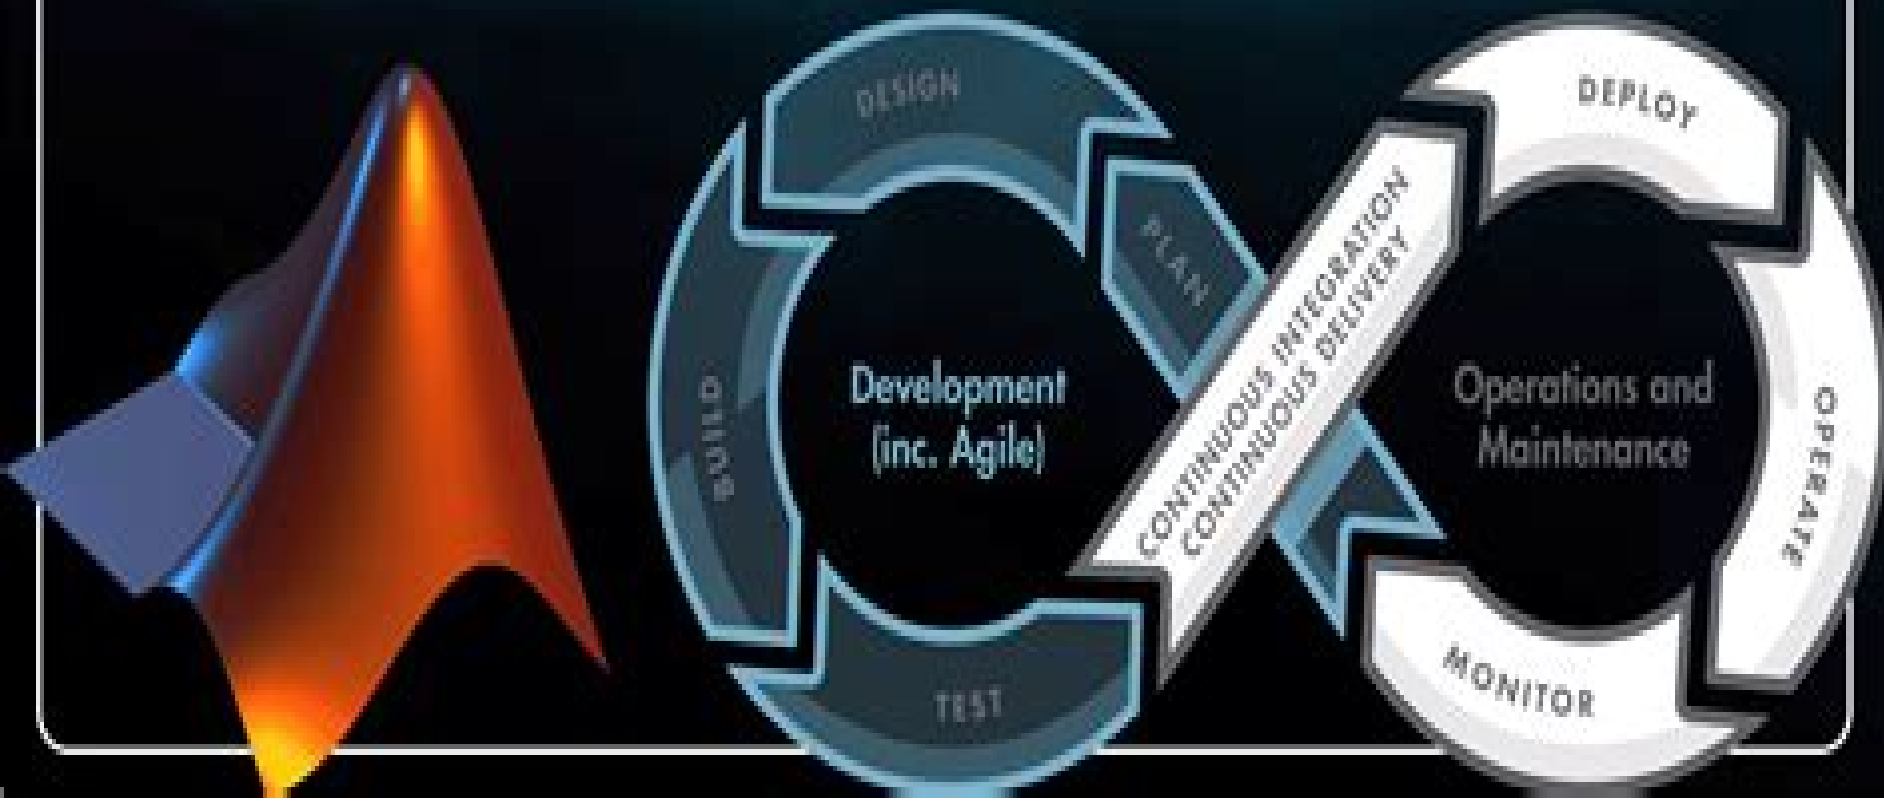 DESIGN
PLAN
BUILD
TEST
Development
(inc. Agile)
CONTINUOUS INTEGRATION
CONTINUOUS DELIVERY
DEPLOY
OPERATE
MONITOR
Operations and
Maintenance